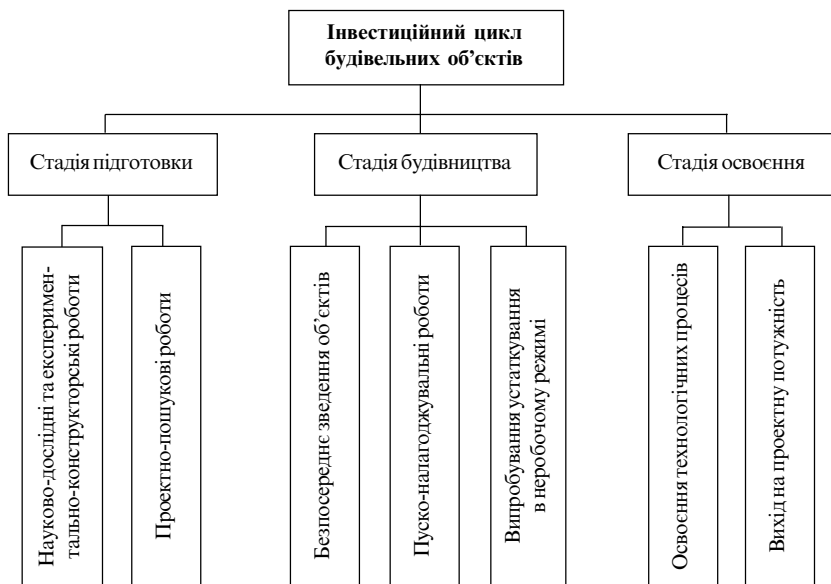 Інвестиційний цикл
будівельних об’єктів
Стадія підготовки
Стадія будівництва
Стадія освоєння
Науково-дослідні та експеримен-
тально-конструкторські роботи
Проектно-пошукові роботи
Безпосереднє зведення об’єктів
Пуско-налагоджувальні роботи
Випробування устаткування
в неробочому режимі
Освоєння технологічних процесів
Вихід на проектну потужність